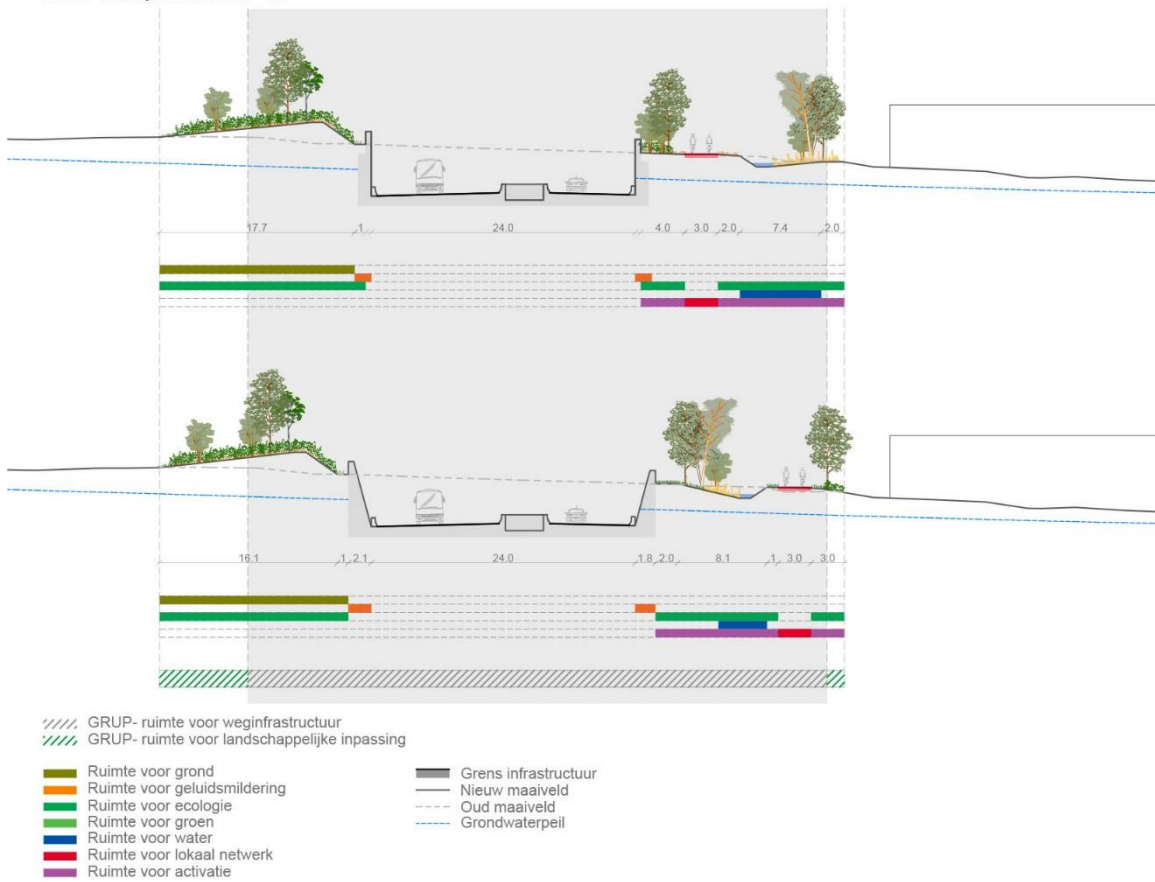 17.7 1 24.0 4.0 3.0 2.0 7.4 2.0
16.1 1 2.1 24.0 1.8 2.0 8.1 1 3.0 3.0
GRUP- ruimte voor weginfrastructuur
GRUP- ruimte voor landschappelijke inpassing
Ruimte voor grond
Ruimte voor geluidsmildering
Ruimte voor ecologie
Ruimte voor groen
Ruimte voor water
Ruimte voor lokaal netwerk
Ruimte voor activatie
Grens infrastructuur
Nieuw maaiveld
Oud maaiveld
Grondwaterpeil